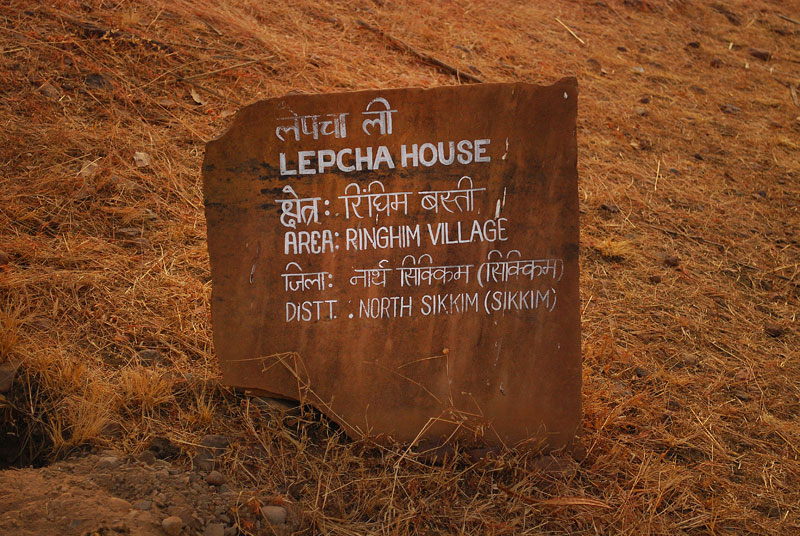 लेपचा ली
LEPCHA HOUSE
क्षेत्र: रिंघिम बस्ती
AREA: RINGHIM VILLAGE
जिला: नार्थ सिक्किम (सिक्किम)
DISTT. : NORTH SIKKIM (SIKKIM)